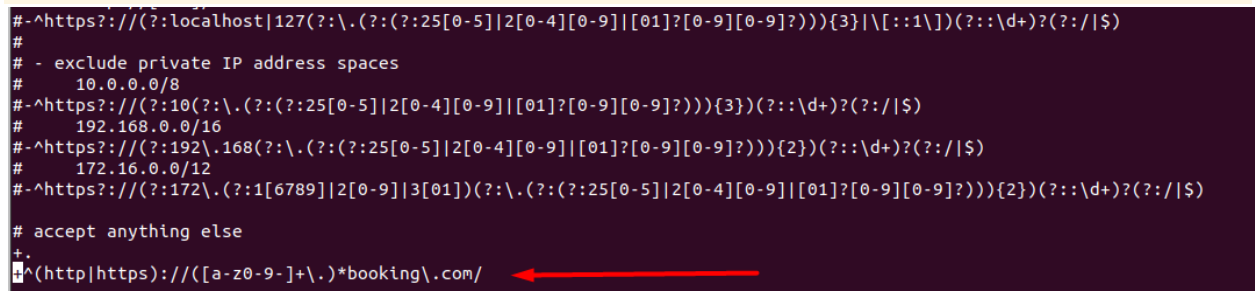 #-^https?://(?:localhost|127(?:\.(?:(?:25[0-5]|2[0-4][0-9]|[01]?[0-9][0-9]?))){3}|\[::1\])(?::\d+)?(?:/|$)
#
# - exclude private IP address spaces
#     10.0.0.0/8
#-^https?://(?:10(?:\.(?:(?:25[0-5]|2[0-4][0-9]|[01]?[0-9][0-9]?))){3})(?::\d+)?(?:/|$)
#     192.168.0.0/16
#-^https?://(?:192\.168(?:\.(?:(?:25[0-5]|2[0-4][0-9]|[01]?[0-9][0-9]?))){2})(?::\d+)?(?:/|$)
#     172.16.0.0/12
#-^https?://(?:172\.(?:1[6789]|2[0-9]|3[01])(?:\.(?:(?:25[0-5]|2[0-4][0-9]|[01]?[0-9][0-9]?))){2})(?::\d+)?(?:/|$)
# accept anything else
+.
+^(http|https)://([a-z0-9-]+\.)*booking\.com/